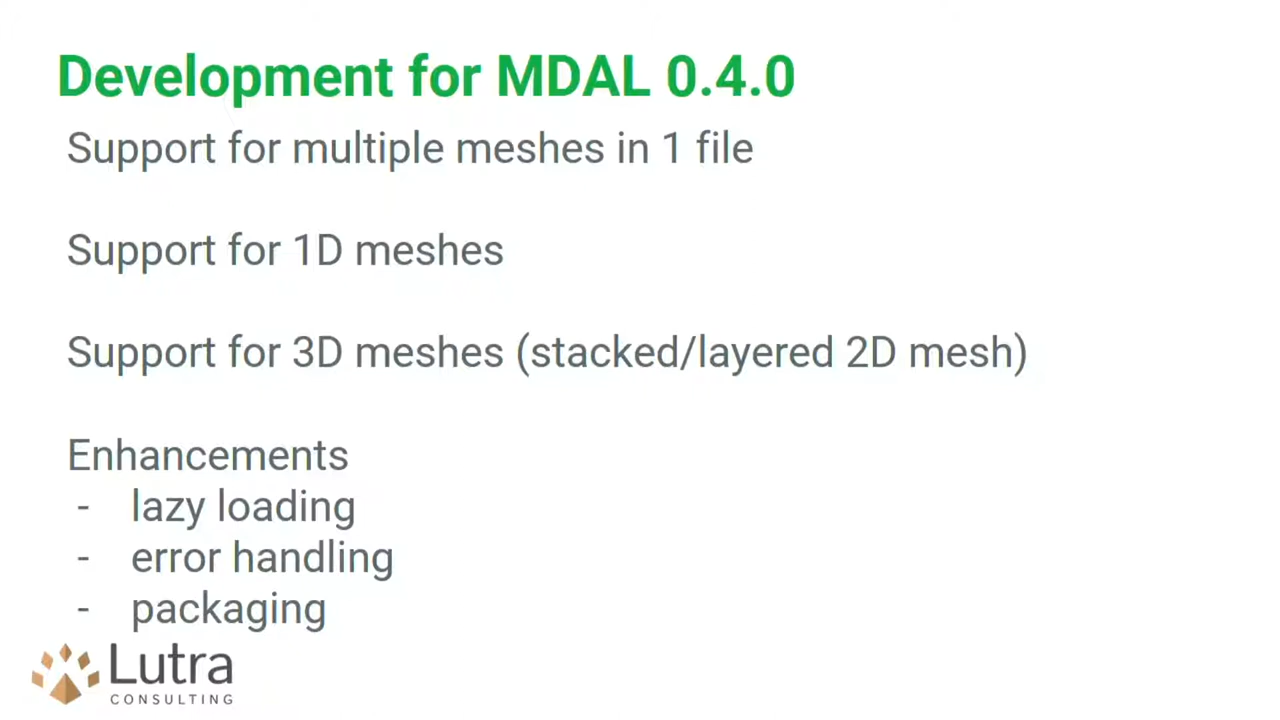 Development for MDAL 0.4.0
Support for multiple meshes in 1 file
Support for 1D meshes
Support for 3D meshes (stacked/layered 2D mesh)
Enhancements
- lazy loading
- error handling
- packaging
Lutra
CONSULTING